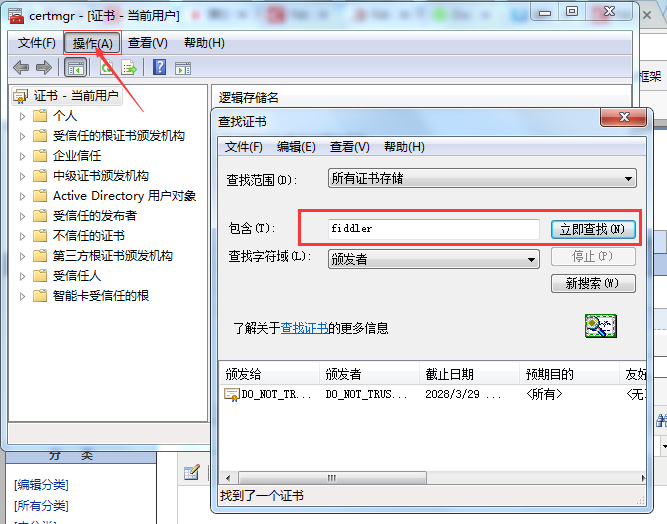 certmgr - [证书 - 当前用户]
文件(F) 操作(A) 查看(V) 帮助(H)
证书 - 当前用户
个人
受信任的根证书颁发机构
企业信任
中级证书颁发机构
Active Directory 用户对象
受信任的发布者
不信任的证书
第三方根证书颁发机构
受信任人
智能卡受信任的根
逻辑存储名
框架
查找证书
文件(F) 编辑(E) 查看(V) 帮助(H)
查找范围(D): 所有证书存储
包含(T): fiddler 立即查找(N)
查找字符域(L): 颁发者 停止(P)
新搜索(W)
了解关于查找证书的更多信息
颁发给 颁发者 截止日期 预期目的 友好
DO_NOT_TR... DO_NOT_TRUS... 2028/3/29 ... <所有> <无
找到了一个证书
分 类
[编辑分类]
[所有分类]